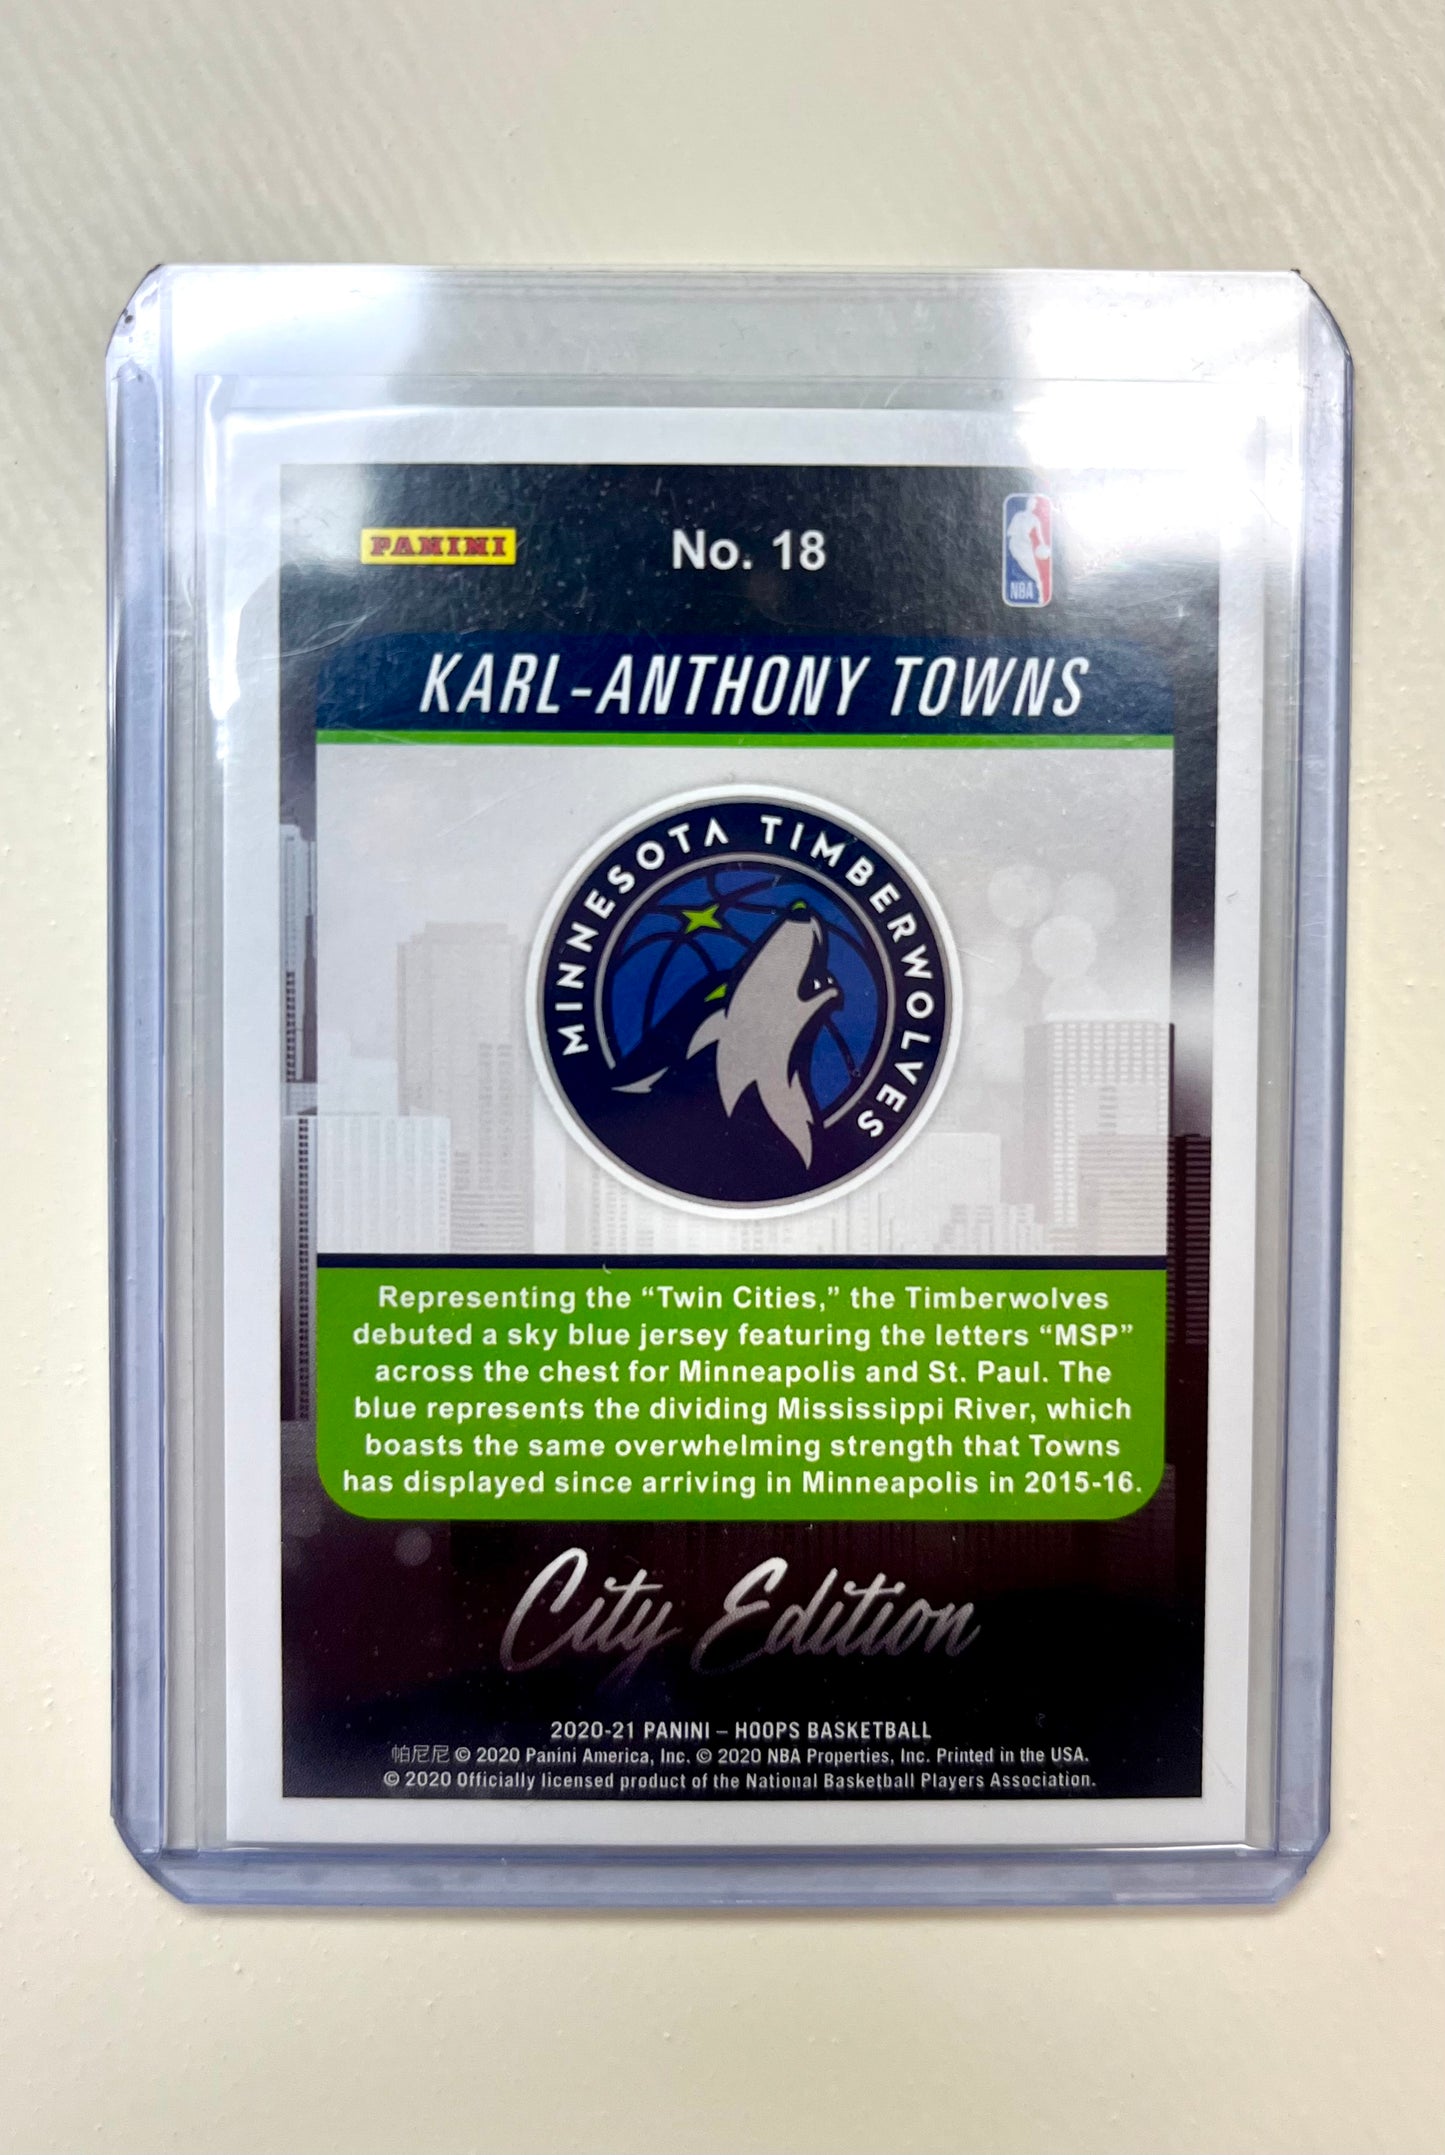 PANINI
No. 18
NBA
KARL-ANTHONY TOWNS
MINNESOTA TIMBERWOLVES
Representing the “Twin Cities,” the Timberwolves
debuted a sky blue jersey featuring the letters “MSP”
across the chest for Minneapolis and St. Paul. The
blue represents the dividing Mississippi River, which
boasts the same overwhelming strength that Towns
has displayed since arriving in Minneapolis in 2015-16.
City Edition
2020-21 PANINI – HOOPS BASKETBALL
帕尼尼 © 2020 Panini America, Inc. © 2020 NBA Properties, Inc. Printed in the USA.
© 2020 Officially licensed product of the National Basketball Players Association.